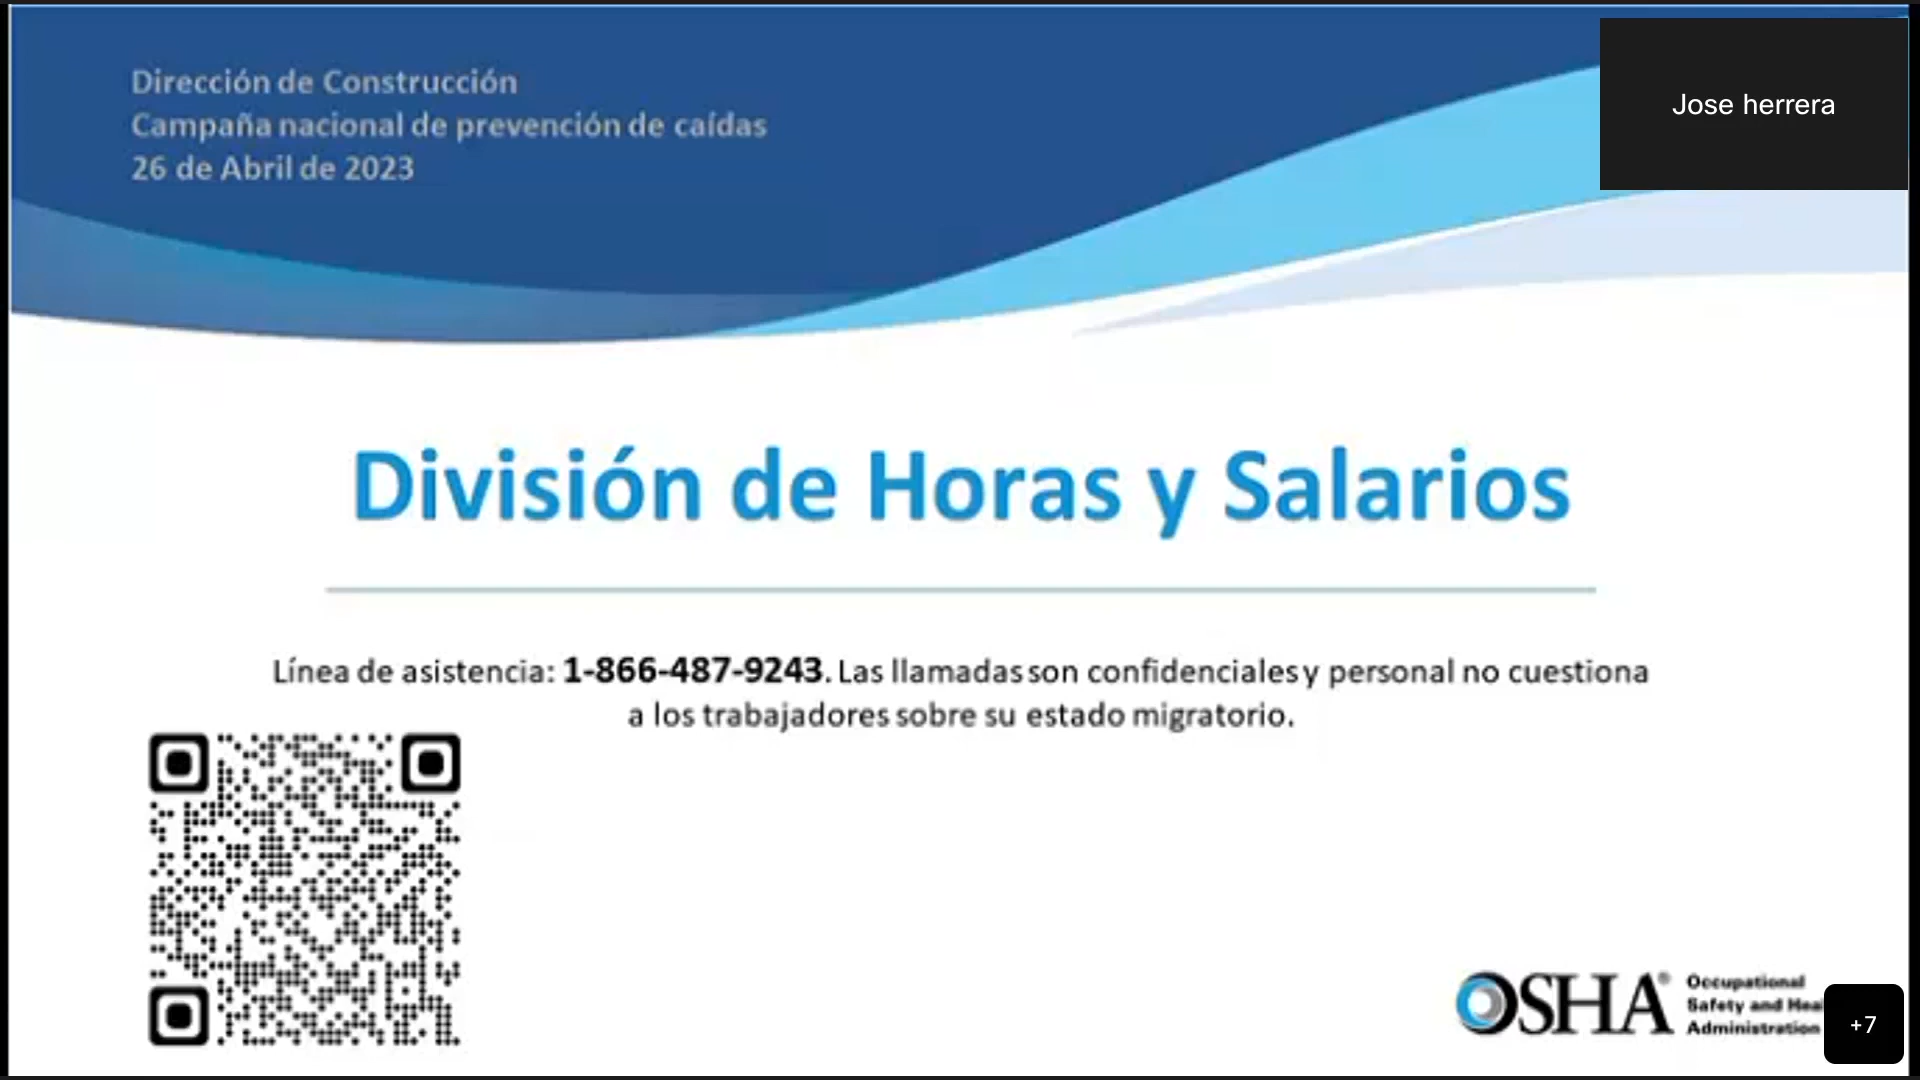 Dirección de Construcción
Campaña nacional de prevención de caídas
26 de Abril de 2023
Jose herrera
División de Horas y Salarios
Línea de asistencia: 1-866-487-9243. Las llamadas son confidenciales y personal no cuestiona
a los trabajadores sobre su estado migratorio.
OSHA® Occupational
Safety and Hea
Administration
+7